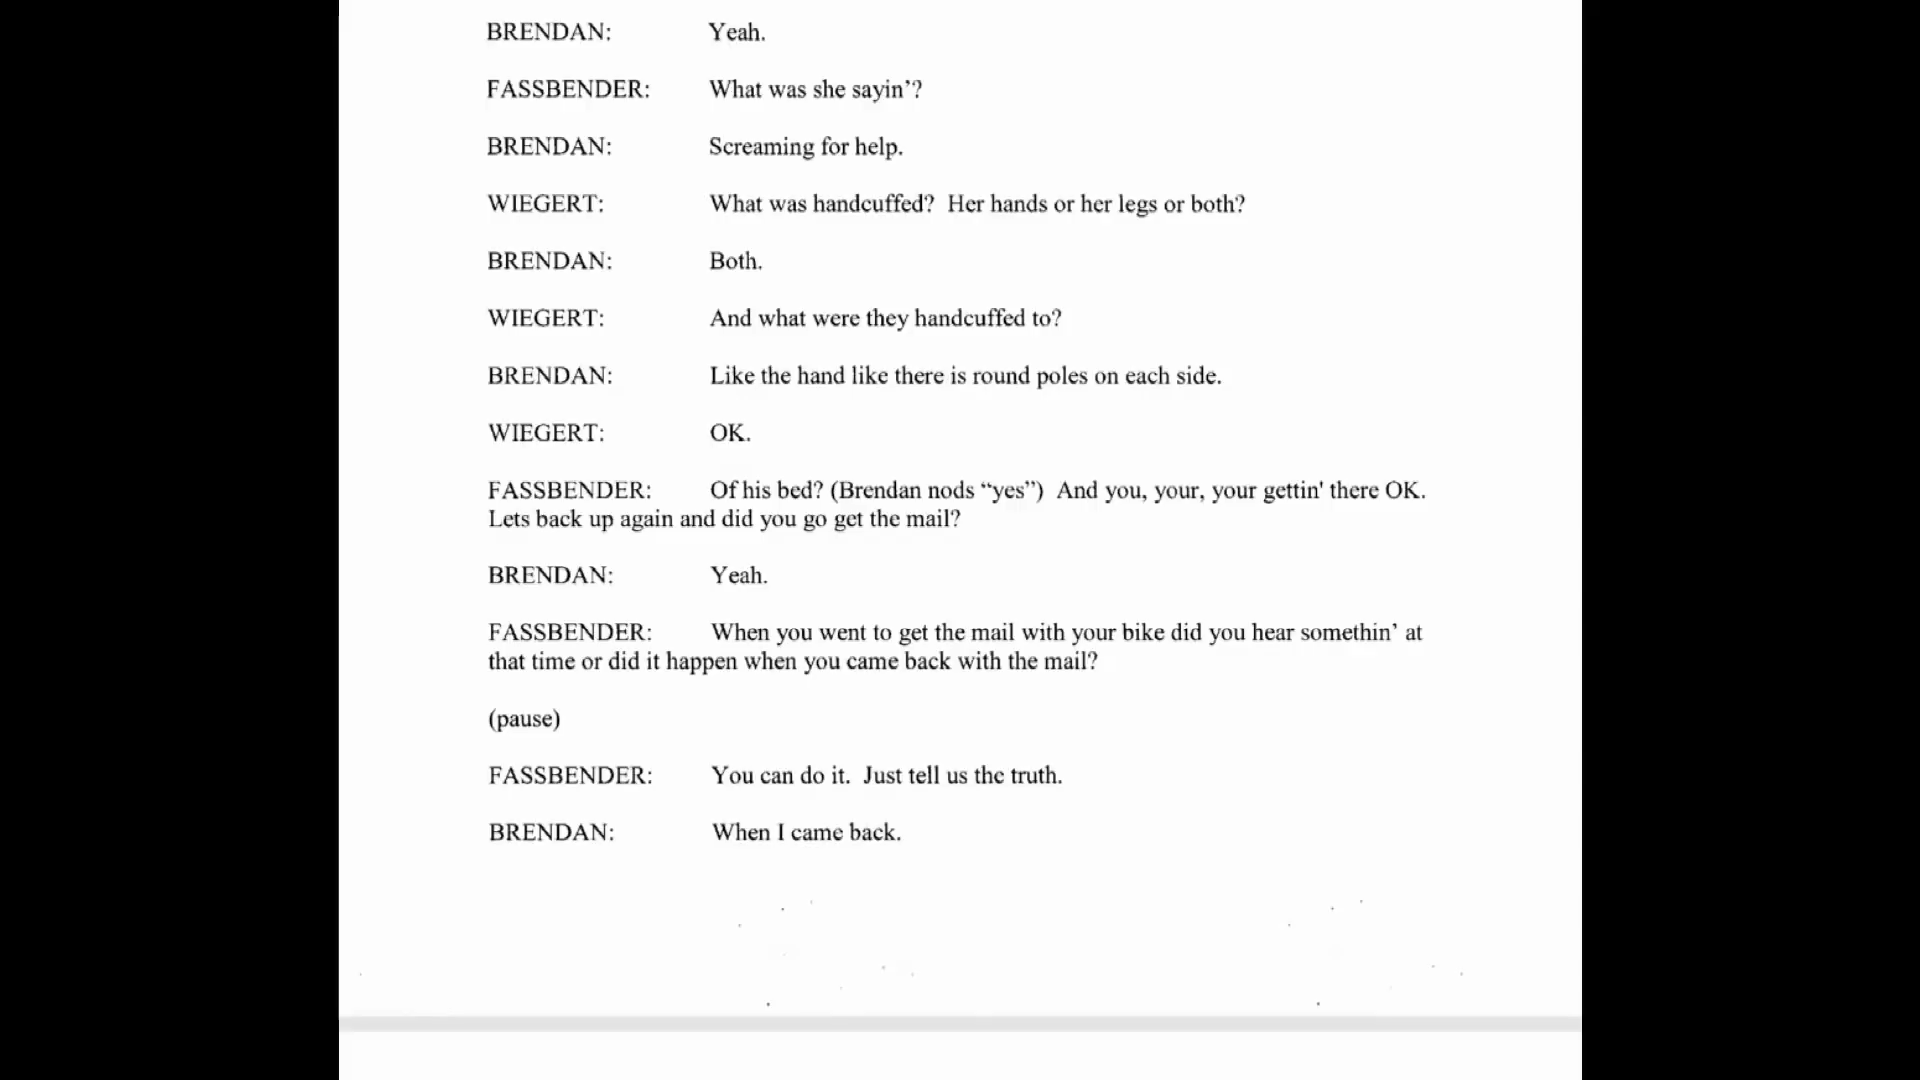 BRENDAN: Yeah.
FASSBENDER: What was she sayin’?
BRENDAN: Screaming for help.
WIEGERT: What was handcuffed? Her hands or her legs or both?
BRENDAN: Both.
WIEGERT: And what were they handcuffed to?
BRENDAN: Like the hand like there is round poles on each side.
WIEGERT: OK.
FASSBENDER: Of his bed? (Brendan nods “yes”) And you, your, your gettin' there OK.
Lets back up again and did you go get the mail?
BRENDAN: Yeah.
FASSBENDER: When you went to get the mail with your bike did you hear somethin’ at
that time or did it happen when you came back with the mail?
(pause)
FASSBENDER: You can do it. Just tell us the truth.
BRENDAN: When I came back.